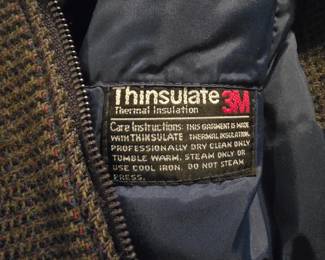 Thinsulate 3M
Thermal Insulation
Care Instructions: THIS GARMENT IS MADE
WITH THINSULATE THERMAL INSULATION.
PROFESSIONALLY DRY CLEAN ONLY
TUMBLE WARM. STEAM ONLY OR
USE COOL IRON. DO NOT STEAM
PRESS.